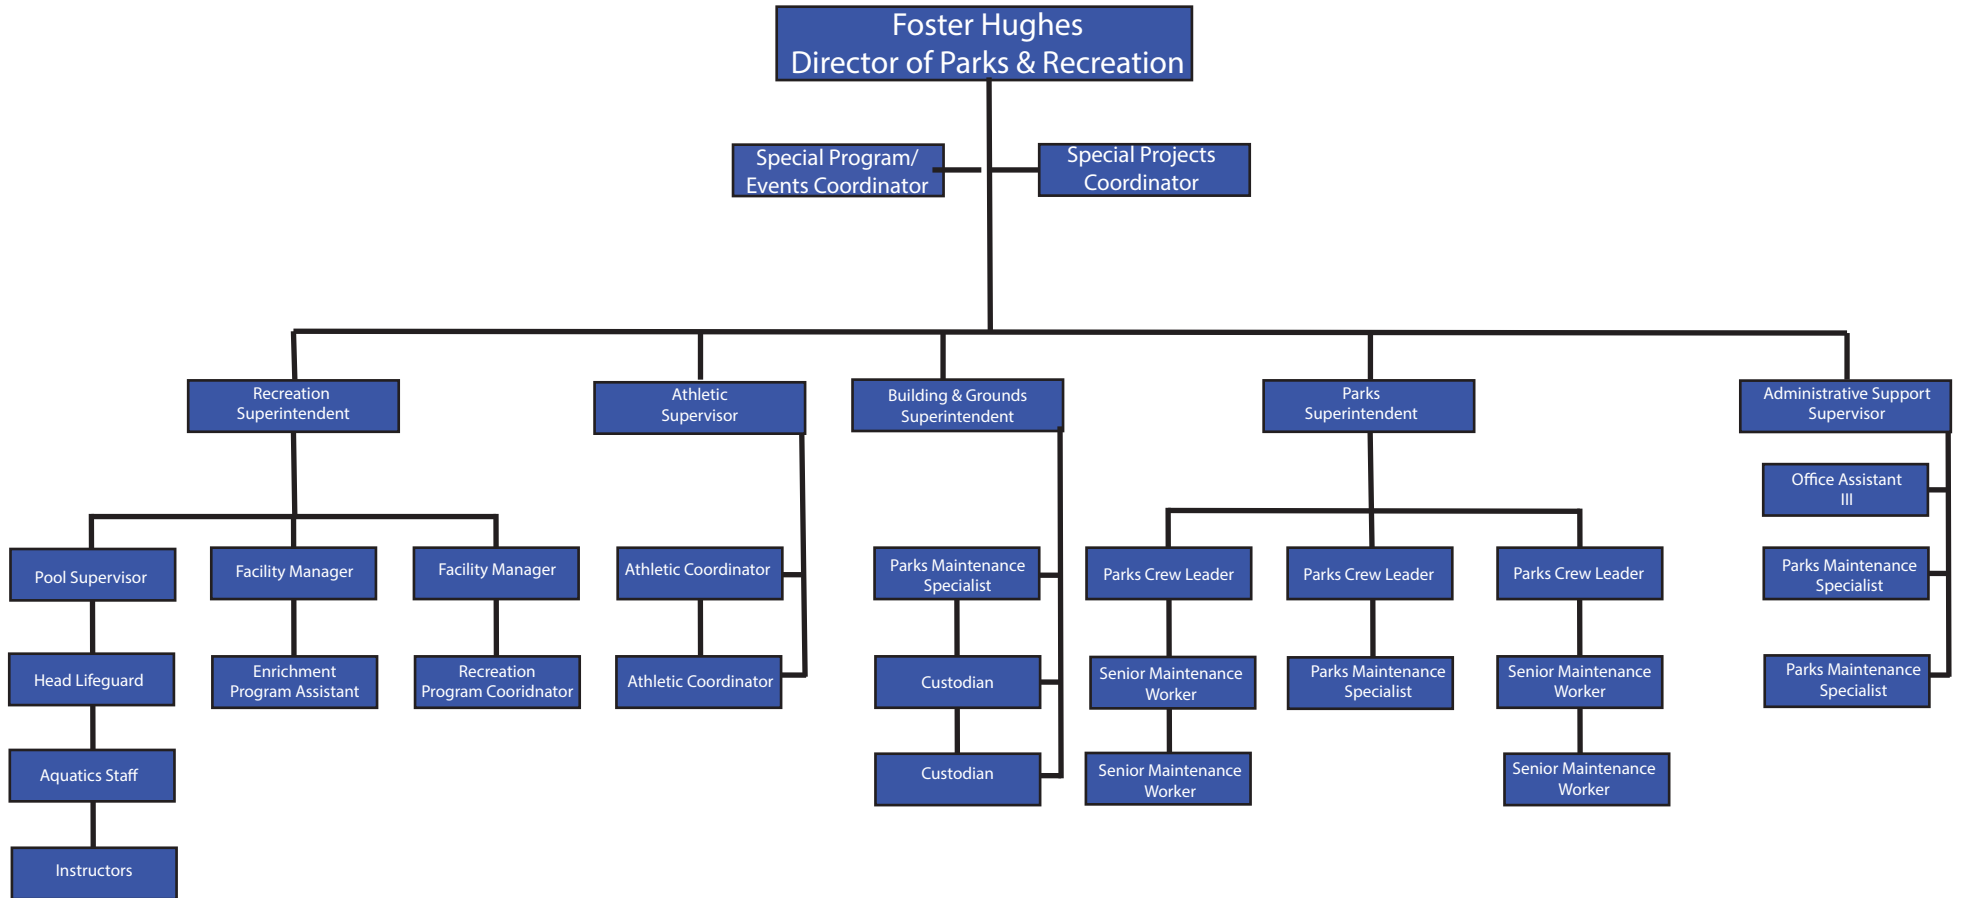 Foster Hughes
Director of Parks & Recreation
Special Program/
Events Coordinator
Special Projects
Coordinator
Recreation
Superintendent
Athletic
Supervisor
Building & Grounds
Superintendent
Parks
Superintendent
Administrative Support
Supervisor
Office Assistant
III
Pool Supervisor
Facility Manager
Facility Manager
Athletic Coordinator
Parks Maintenance
Specialist
Parks Crew Leader
Parks Crew Leader
Parks Crew Leader
Parks Maintenance
Specialist
Head Lifeguard
Enrichment
Program Assistant
Recreation
Program Cooridnator
Athletic Coordinator
Custodian
Senior Maintenance
Worker
Parks Maintenance
Specialist
Senior Maintenance
Worker
Parks Maintenance
Specialist
Aquatics Staff
Custodian
Senior Maintenance
Worker
Senior Maintenance
Worker
Instructors